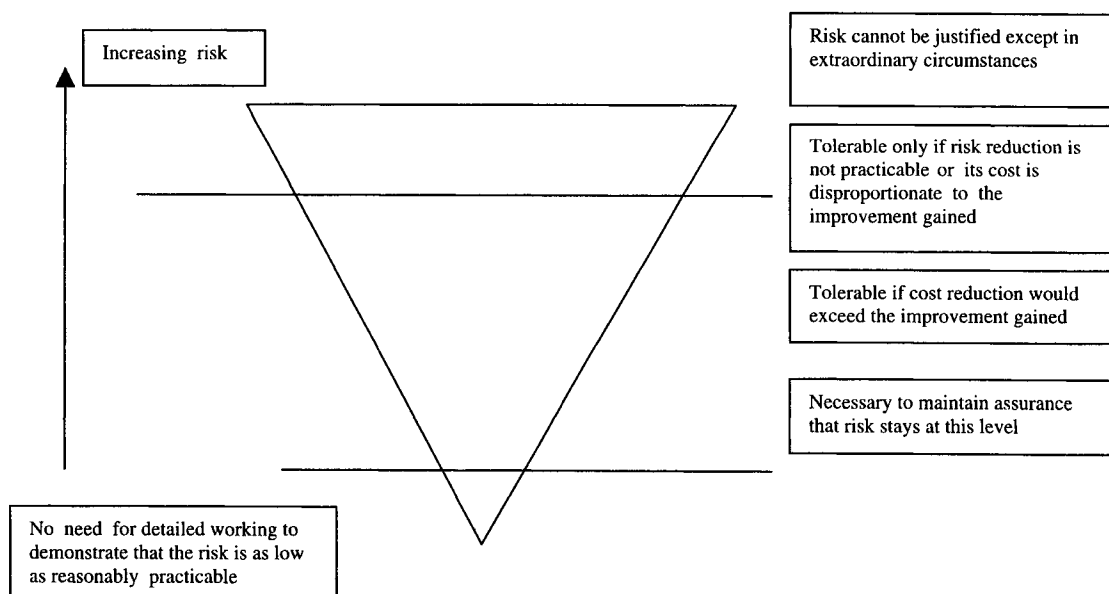 Increasing risk
Risk cannot be justified except in
extraordinary circumstances
Tolerable only if risk reduction is
not practicable or its cost is
disproportionate to the
improvement gained
Tolerable if cost reduction would
exceed the improvement gained
Necessary to maintain assurance
that risk stays at this level
No need for detailed working to
demonstrate that the risk is as low
as reasonably practicable